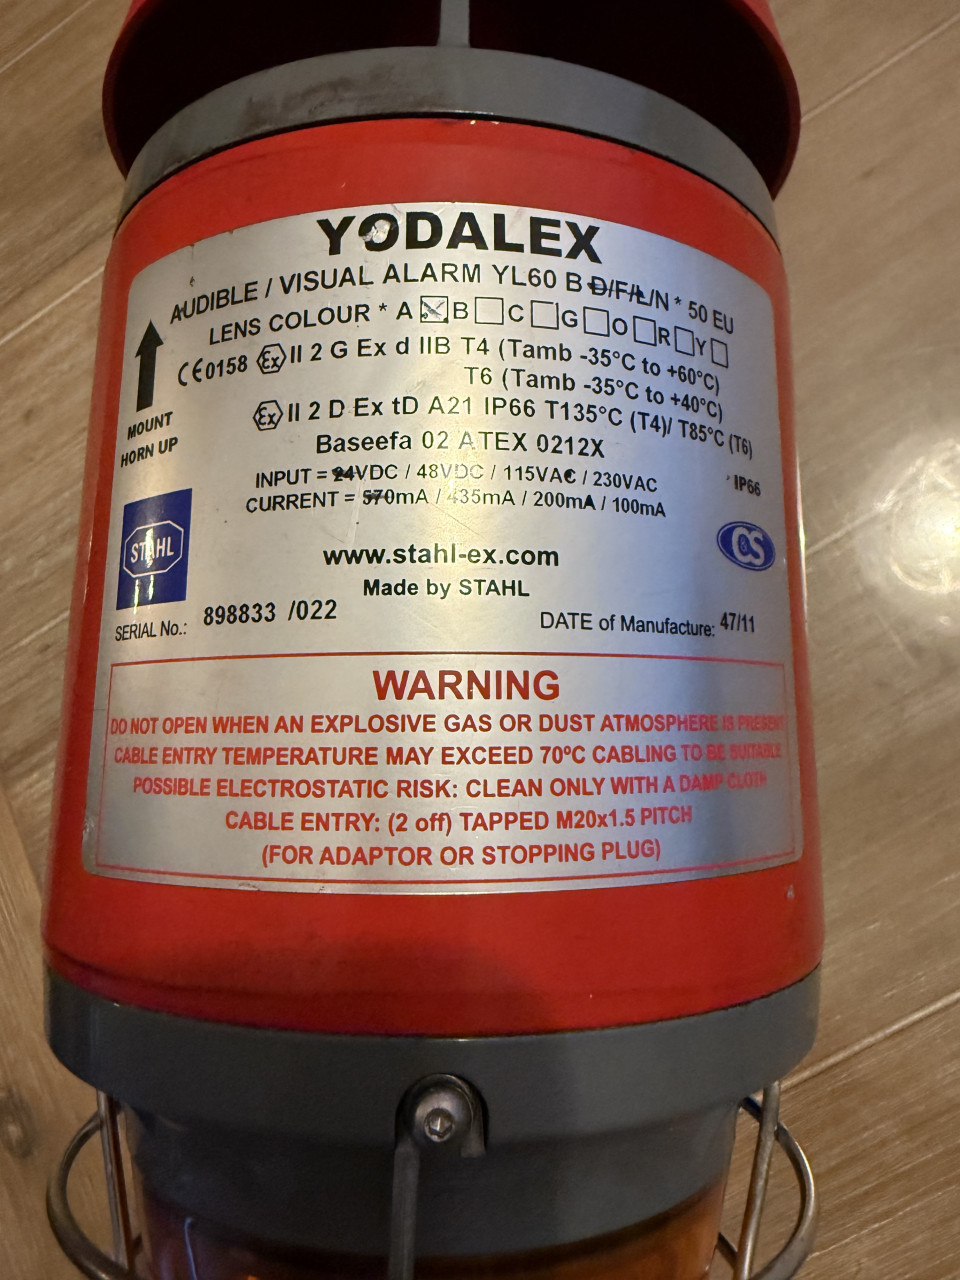 YODALEX
AUDIBLE / VISUAL ALARM YL60 B D/F/L/N * 50 EU
LENS COLOUR * A B C G O R Y
CE0158 Ex II 2 G Ex d IIB T4 (Tamb -35°C to +60°C)
T6 (Tamb -35°C to +40°C)
Ex II 2 D Ex tD A21 IP66 T135°C (T4)/ T85°C (T6)
Baseefa 02 ATEX 0212X
MOUNT
HORN UP
INPUT = 24VDC / 48VDC / 115VAC / 230VAC
IP66
CURRENT = 570mA / 435mA / 200mA / 100mA
STAHL
CS
www.stahl-ex.com
Made by STAHL
SERIAL No.: 898833 /022
DATE of Manufacture: 47/11
WARNING
DO NOT OPEN WHEN AN EXPLOSIVE GAS OR DUST ATMOSPHERE IS PRESENT
CABLE ENTRY TEMPERATURE MAY EXCEED 70ºC CABLING TO BE SUITABLE
POSSIBLE ELECTROSTATIC RISK: CLEAN ONLY WITH A DAMP CLOTH
CABLE ENTRY: (2 off) TAPPED M20x1.5 PITCH
(FOR ADAPTOR OR STOPPING PLUG)